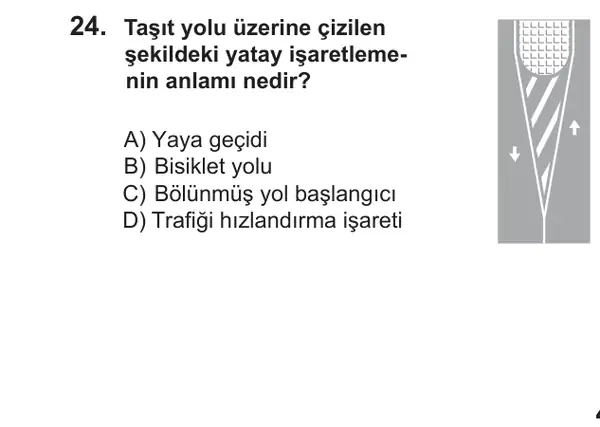 24. Taşıt yolu üzerine çizilen
şekildeki yatay işaretleme-
nin anlamı nedir?
A) Yaya geçidi
B) Bisiklet yolu
C) Bölünmüş yol başlangıcı
D) Trafiği hızlandırma işareti